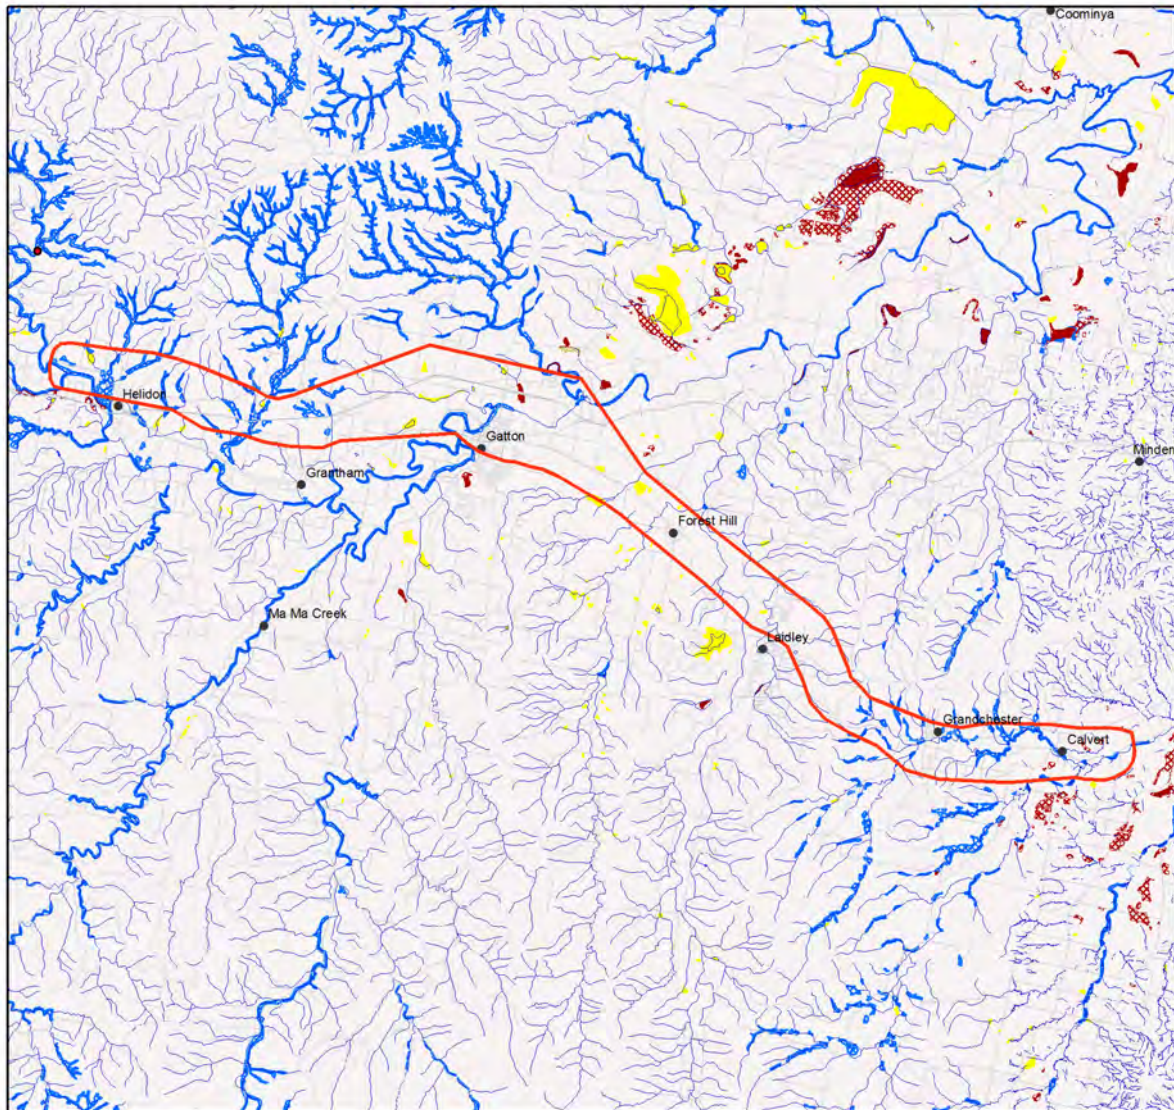 Coominya
Helidon
Gatton
Minden
Grantham
Forest Hill
Ma Ma Creek
Laidley
Grandchester
Calvert